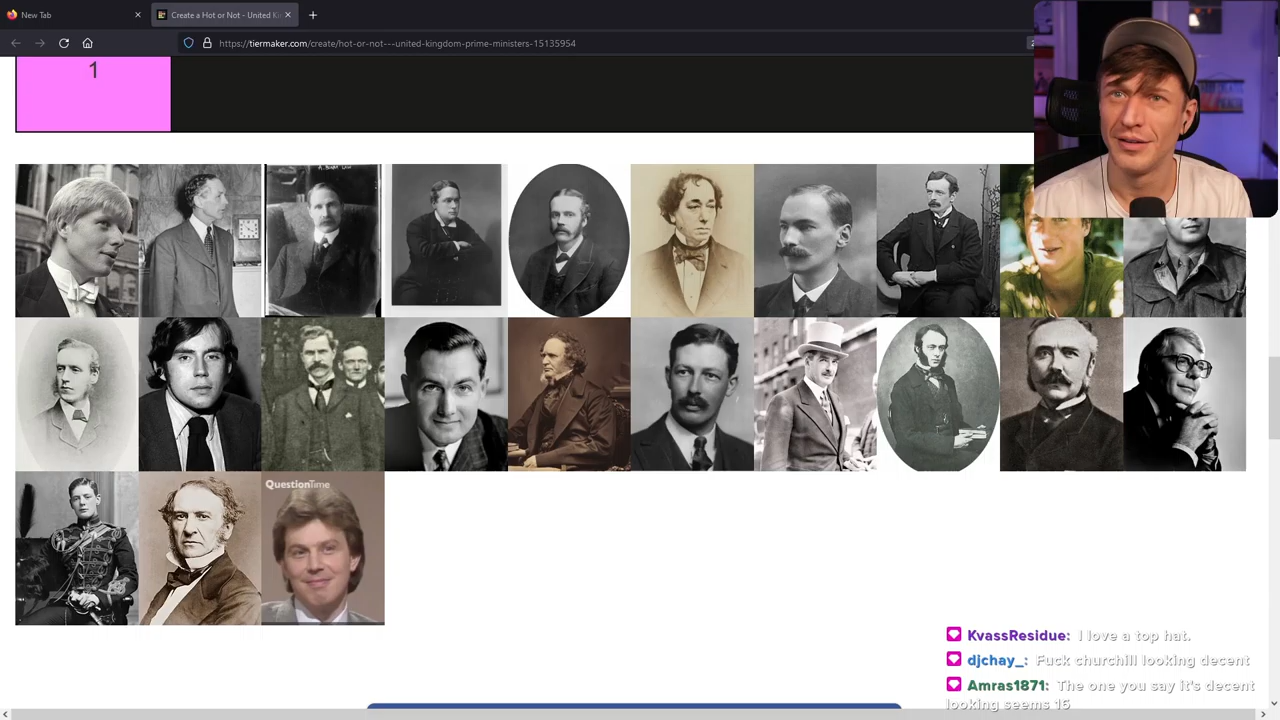 New Tab
Create a Hot or Not - United Ki
https://tiermaker.com/create/hot-or-not---united-kingdom-prime-ministers-15135954
1
QuestionTime
KvassResidue: I love a top hat.
djchay_: Fuck churchill looking decent
Amras1871: The one you say it's decent
looking seems 16